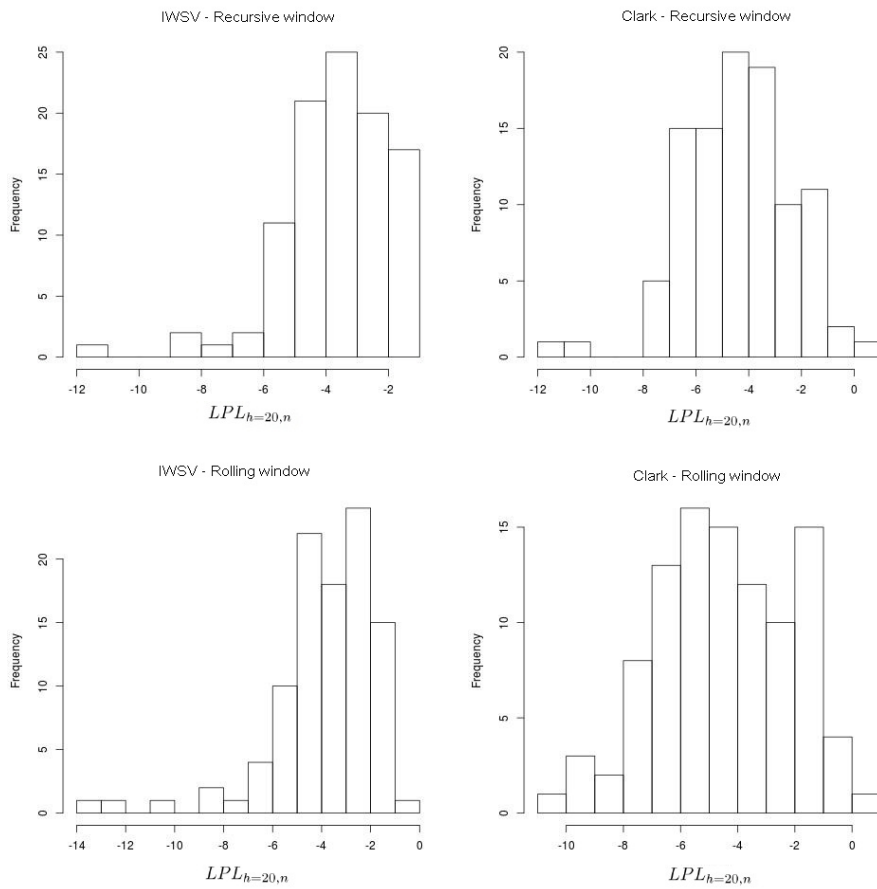 IWSV - Recursive window
Frequency
25
20
15
10
5
0
-12 -10 -8 -6 -4 -2
LPL_{h=20,n}
Clark - Recursive window
Frequency
20
15
10
5
0
-12 -10 -8 -6 -4 -2 0
LPL_{h=20,n}
IWSV - Rolling window
Frequency
20
15
10
5
0
-14 -12 -10 -8 -6 -4 -2 0
LPL_{h=20,n}
Clark - Rolling window
Frequency
15
10
5
0
-10 -8 -6 -4 -2 0
LPL_{h=20,n}